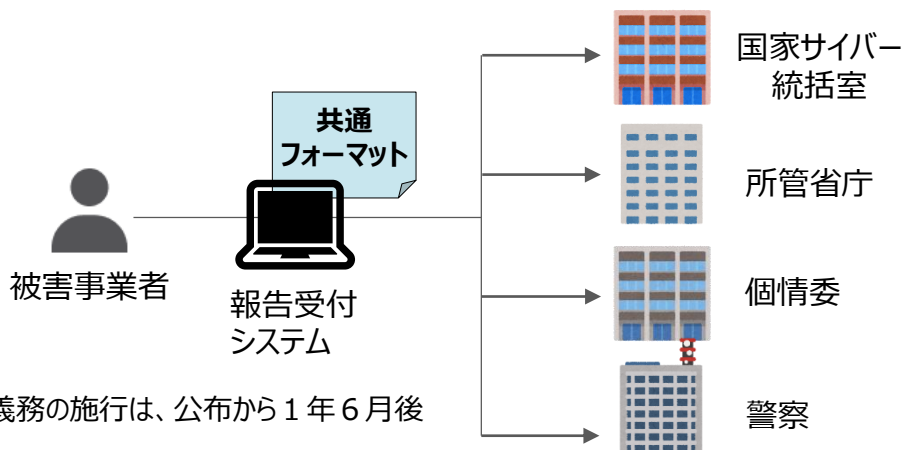 共通
フォーマット
被害事業者
報告受付
システム
国家サイバー
統括室
所管省庁
個情委
警察
義務の施行は、公布から１年６月後